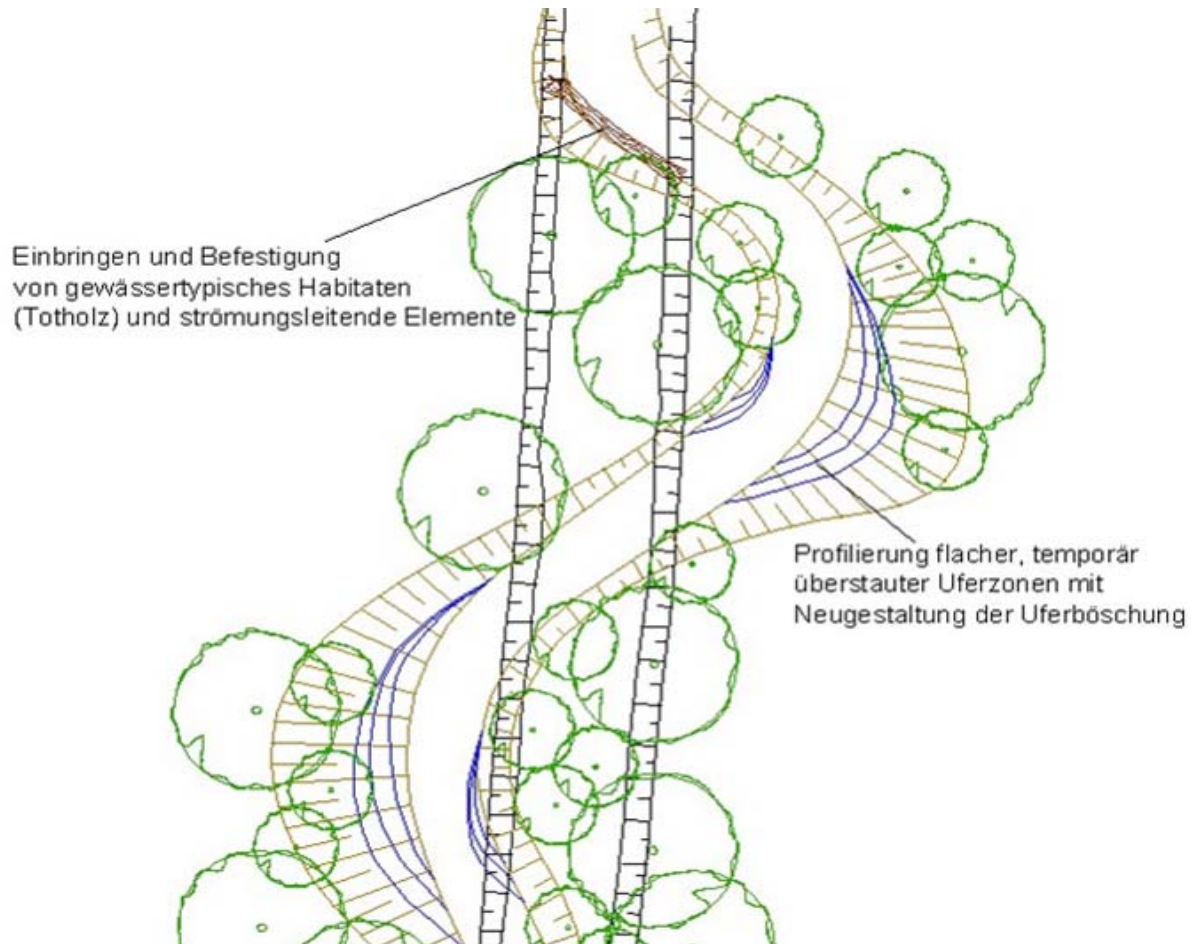 Einbringen und Befestigung
von gewässertypisches Habitaten
(Totholz) und strömungsleitende Elemente
Profilierung flacher, temporär
überstauter Uferzonen mit
Neugestaltung der Uferböschung